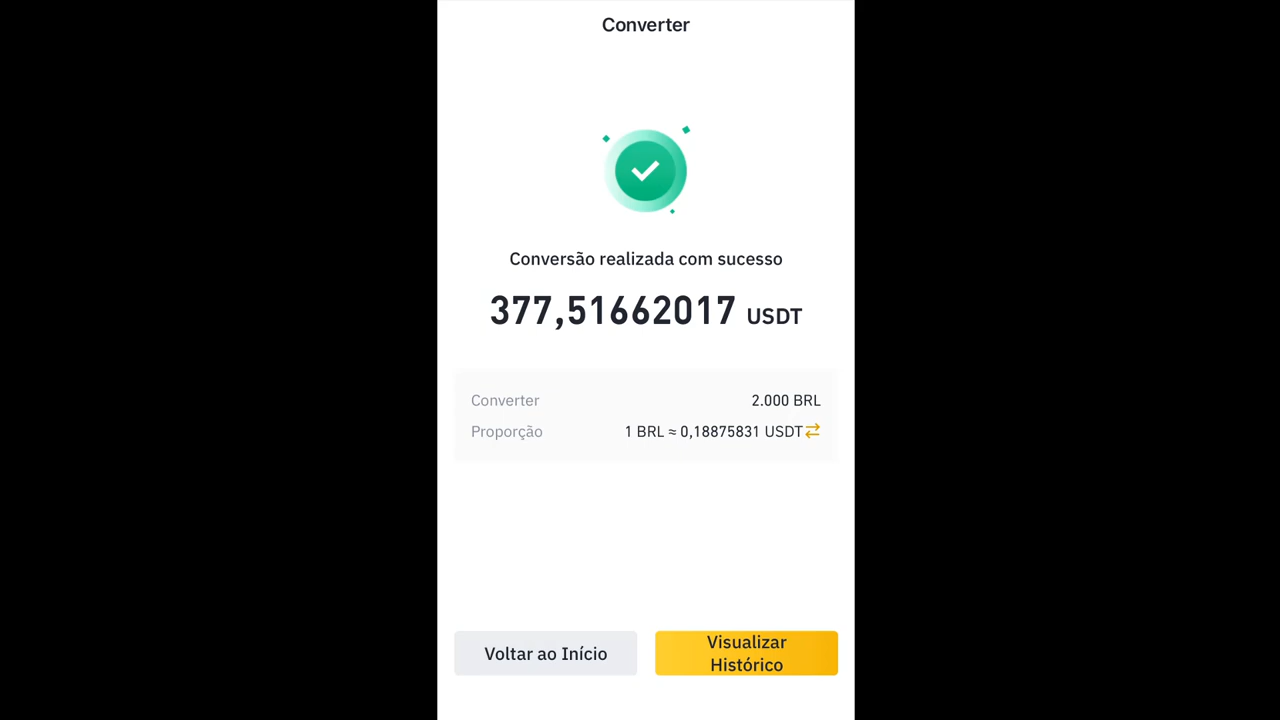 Converter
Conversão realizada com sucesso
377,51662017 USDT
Converter 2.000 BRL
Proporção 1 BRL ≈ 0,18875831 USDT
Voltar ao Início
Visualizar
Histórico